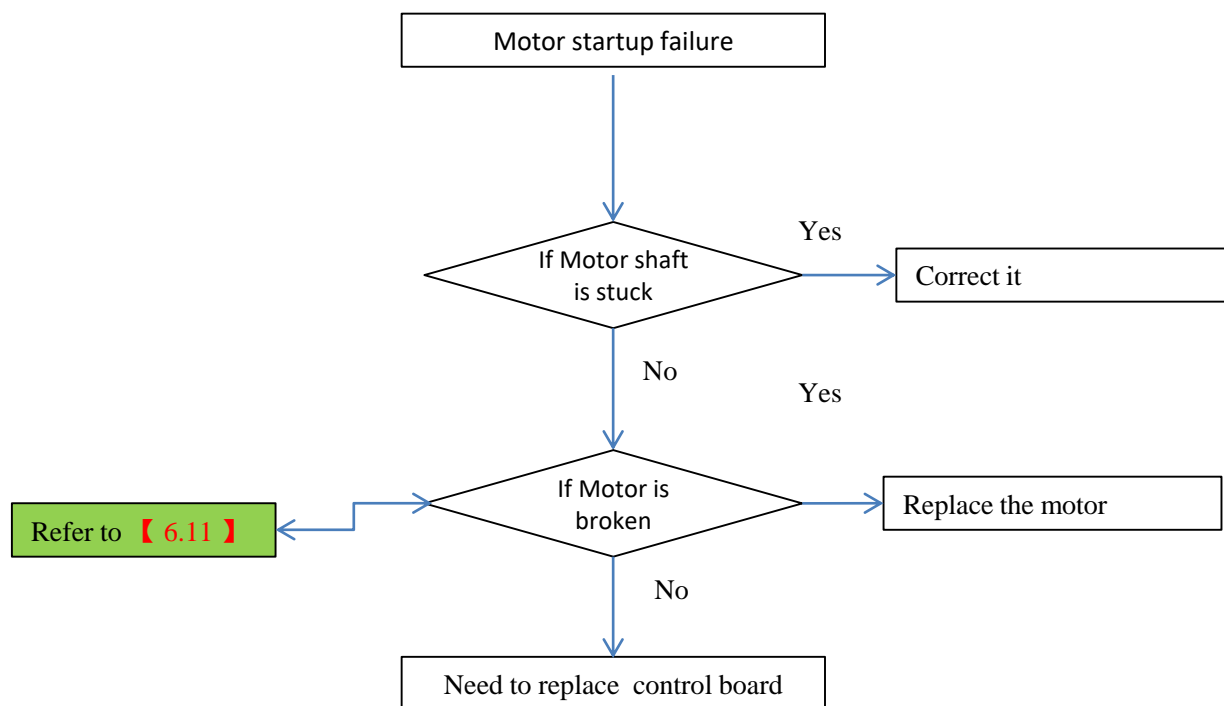 Motor startup failure
Yes
If Motor shaft
is stuck
Correct it
No
Yes
If Motor is
broken
Replace the motor
Refer to 【 6.11 】
No
Need to replace  control board